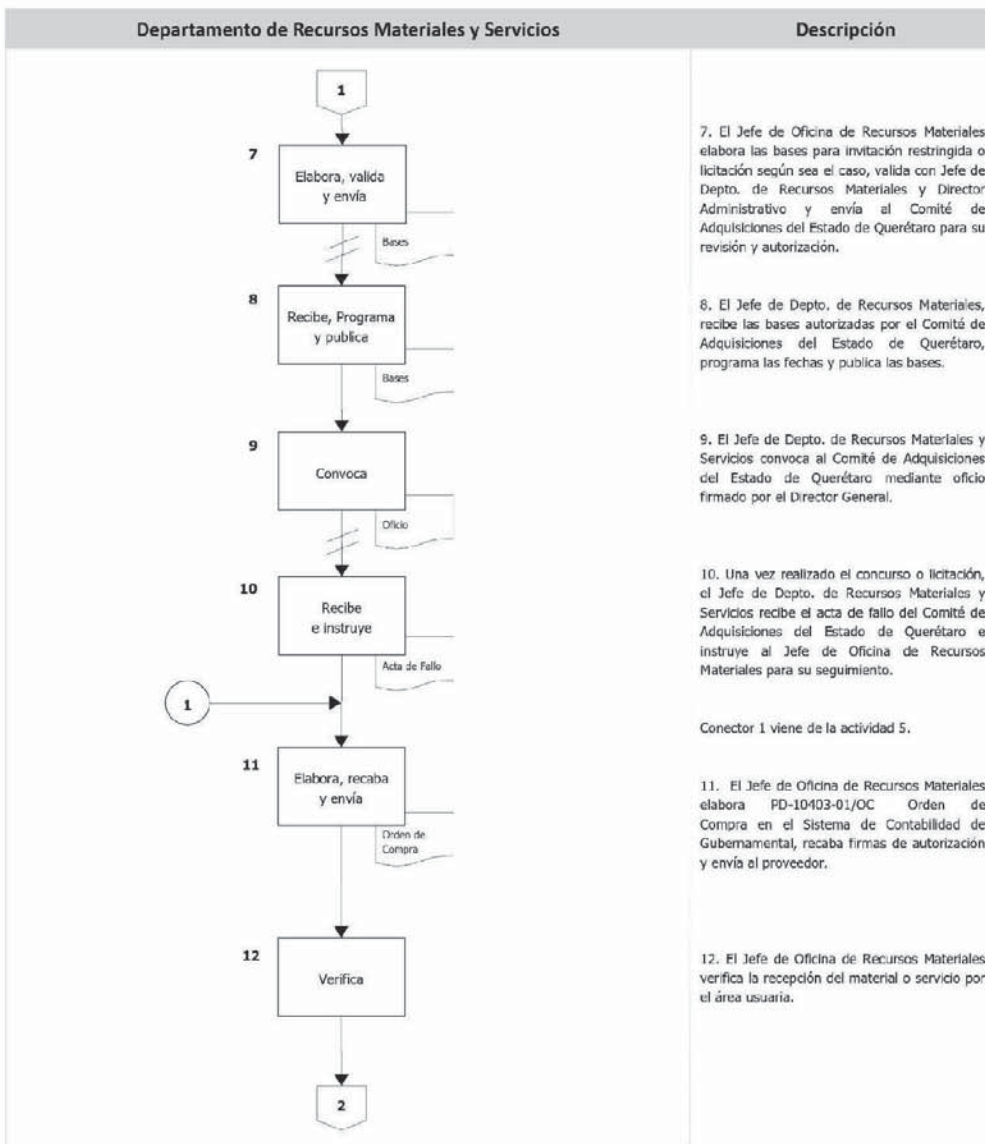 Departamento de Recursos Materiales y Servicios
Descripción
1
7
Elabora, valida
y envía
Bases
7. El Jefe de Oficina de Recursos Materiales
elabora las bases para invitación restringida o
licitación según sea el caso, valida con Jefe de
Depto. de Recursos Materiales y Director
Administrativo y envía al Comité de
Adquisiciones del Estado de Querétaro para su
revisión y autorización.
8
Recibe, Programa
y publica
Bases
8. El Jefe de Depto. de Recursos Materiales,
recibe las bases autorizadas por el Comité de
Adquisiciones del Estado de Querétaro,
programa las fechas y publica las bases.
9
Convoca
Oficio
9. El Jefe de Depto. de Recursos Materiales y
Servicios convoca al Comité de Adquisiciones
del Estado de Querétaro mediante oficio
firmado por el Director General.
10
Recibe
e instruye
Acta de Fallo
10. Una vez realizado el concurso o licitación,
el Jefe de Depto. de Recursos Materiales y
Servicios recibe el acta de fallo del Comité de
Adquisiciones del Estado de Querétaro e
instruye al Jefe de Oficina de Recursos
Materiales para su seguimiento.
1
Conector 1 viene de la actividad 5.
11
Elabora, recaba
y envía
Orden de
Compra
11. El Jefe de Oficina de Recursos Materiales
elabora PD-10403-01/OC Orden de
Compra en el Sistema de Contabilidad de
Gubernamental, recaba firmas de autorización
y envía al proveedor.
12
Verifica
12. El Jefe de Oficina de Recursos Materiales
verifica la recepción del material o servicio por
el área usuaria.
2